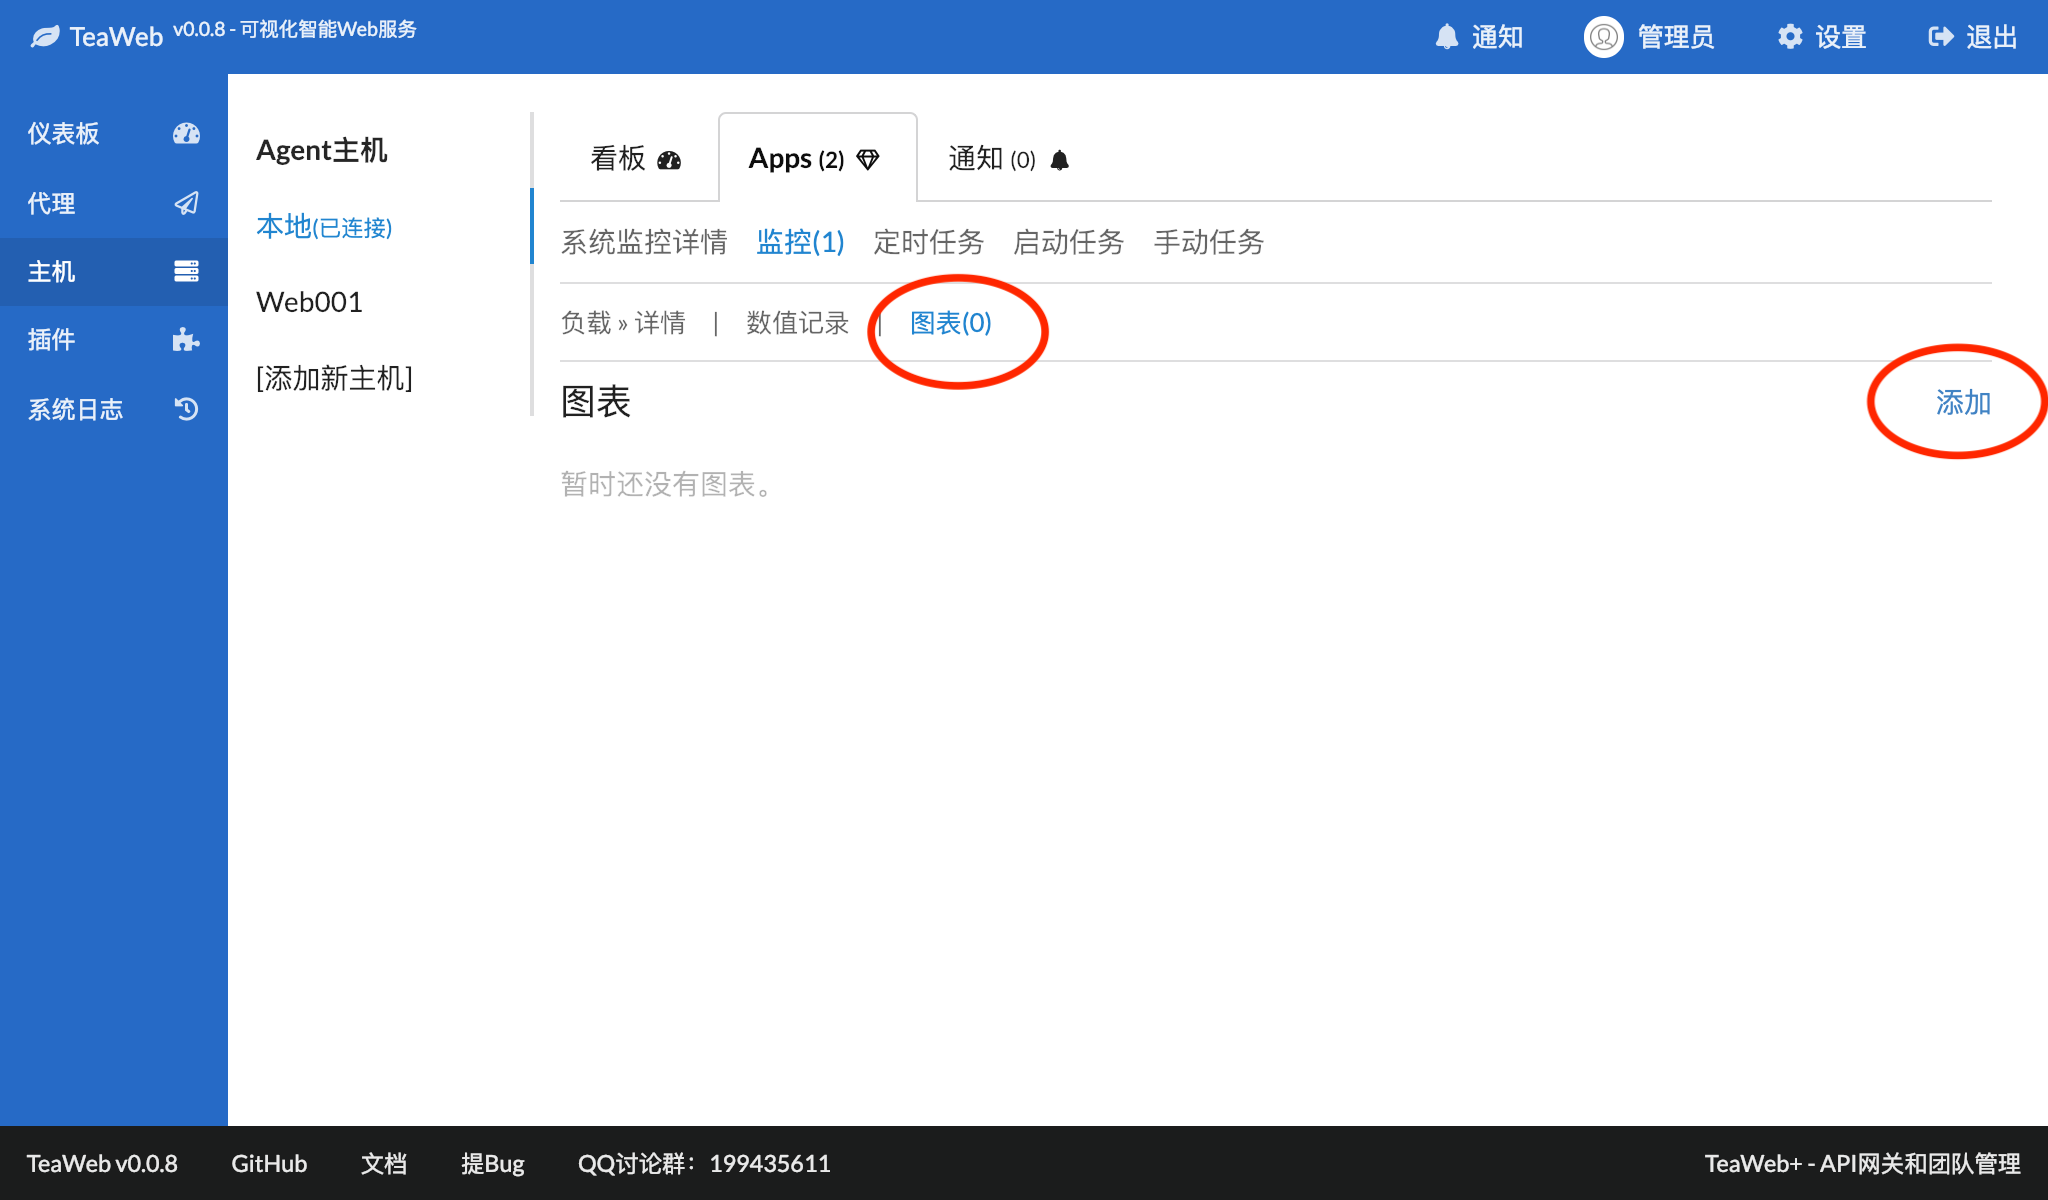 TeaWeb v0.0.8 - 可视化智能Web服务
通知 管理员 设置 退出
仪表板
代理
主机
插件
系统日志
Agent主机
本地(已连接)
Web001
[添加新主机]
看板 Apps (2) 通知 (0)
系统监控详情 监控(1) 定时任务 启动任务 手动任务
负载 » 详情 | 数值记录 | 图表(0)
图表 添加
暂时还没有图表。
TeaWeb v0.0.8 GitHub 文档 提Bug QQ讨论群：199435611 TeaWeb+ - API网关和团队管理